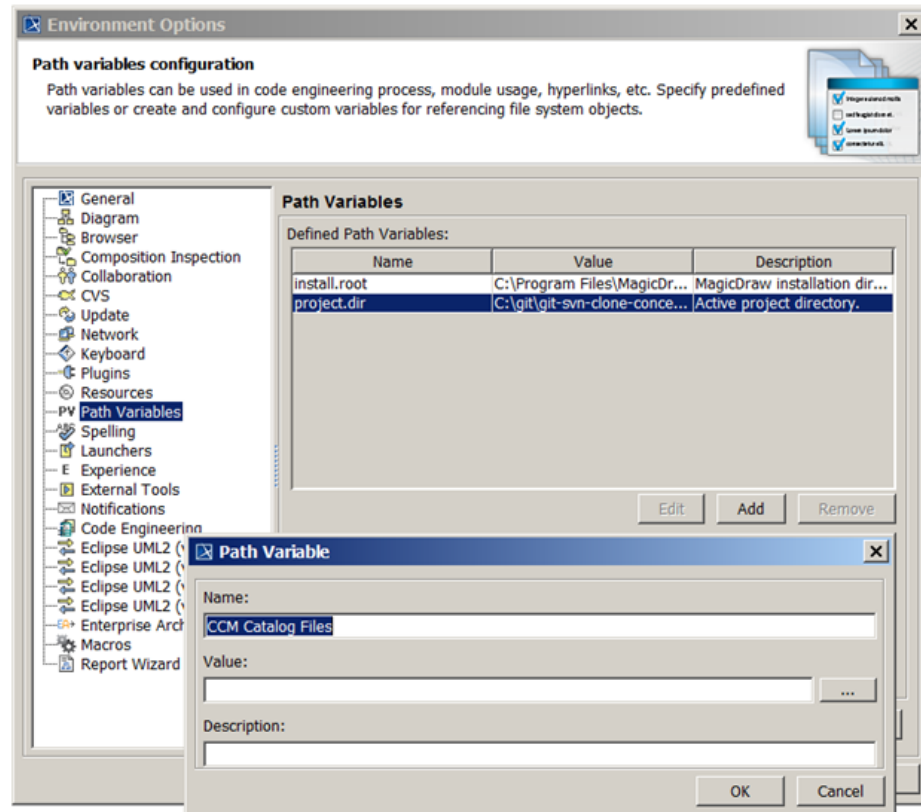 Environment Options
Path variables configuration
Path variables can be used in code engineering process, module usage, hyperlinks, etc. Specify predefined
variables or create and configure custom variables for referencing file system objects.
General
Diagram
Browser
Composition Inspection
Collaboration
CVS
Update
Network
Keyboard
Plugins
Resources
PV Path Variables
Spelling
Launchers
E Experience
External Tools
Notifications
Code Engineering
Eclipse UML2 (
Eclipse UML2 (
Eclipse UML2 (
Eclipse UML2 (
Enterprise Arch
Macros
Report Wizard
Path Variables
Defined Path Variables:
Name Value Description
install.root C:\Program Files\MagicDr... MagicDraw installation dir...
project.dir C:\git\git-svn-clone-conce... Active project directory.
Edit Add Remove
Path Variable
Name:
CCM Catalog Files
Value:
...
Description:
OK Cancel